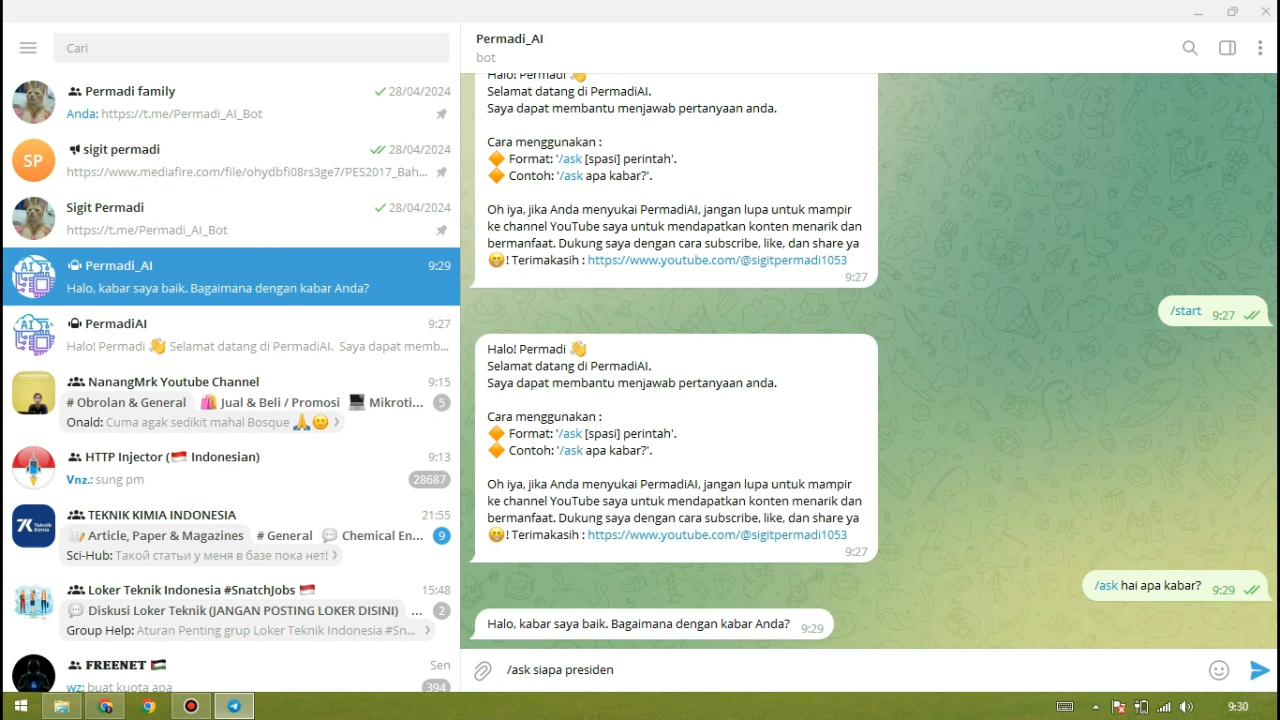 Cari
Permadi family 28/04/2024
Anda: https://t.me/Permadi_AI_Bot
SP
sigit permadi 28/04/2024
https://www.mediafire.com/file/ohydbfi08rs3ge7/PES2017_Bah...
Sigit Permadi 28/04/2024
https://t.me/Permadi_AI_Bot
AI
Permadi_AI 9:29
Halo, kabar saya baik. Bagaimana dengan kabar Anda?
AI
PermadiAI 9:27
Halo! Permadi 👋 Selamat datang di PermadiAI. Saya dapat memb...
NanangMrk Youtube Channel 9:15
# Obrolan & General 🛍️ Jual & Beli / Promosi 💻 Mikroti... 5
Onald: Cuma agak sedikit mahal Bosque 🙏🙂
HTTP Injector (🇮🇩 Indonesian) 9:13
Vnz.: sung pm 28687
7K Teknik Kimia
TEKNIK KIMIA INDONESIA 21:55
📝 Article, Paper & Magazines # General 💬 Chemical En... 9
Sci-Hub: Такой статьи у меня в базе пока нет!
Loker Teknik Indonesia #SnatchJobs 🇮🇩 15:48
💬 Diskusi Loker Teknik (JANGAN POSTING LOKER DISINI) ... 2
Group Help: Aturan Penting grup Loker Teknik Indonesia #Sn...
𝐅𝐑𝐄𝐄𝐍𝐄𝐓 🇵🇸 Sen
wz: buat kuota apa 394
Permadi_AI
bot
Halo! Permadi 👋
Selamat datang di PermadiAI.
Saya dapat membantu menjawab pertanyaan anda.
Cara menggunakan :
🔶 Format: '/ask [spasi] perintah'.
🔶 Contoh: '/ask apa kabar?'.
Oh iya, jika Anda menyukai PermadiAI, jangan lupa untuk mampir
ke channel YouTube saya untuk mendapatkan konten menarik dan
bermanfaat. Dukung saya dengan cara subscribe, like, dan share ya
😁! Terimakasih : https://www.youtube.com/@sigitpermadi1053
9:27
/start 9:27
Halo! Permadi 👋
Selamat datang di PermadiAI.
Saya dapat membantu menjawab pertanyaan anda.
Cara menggunakan :
🔶 Format: '/ask [spasi] perintah'.
🔶 Contoh: '/ask apa kabar?'.
Oh iya, jika Anda menyukai PermadiAI, jangan lupa untuk mampir
ke channel YouTube saya untuk mendapatkan konten menarik dan
bermanfaat. Dukung saya dengan cara subscribe, like, dan share ya
😁! Terimakasih : https://www.youtube.com/@sigitpermadi1053
9:27
/ask hai apa kabar? 9:29
Halo, kabar saya baik. Bagaimana dengan kabar Anda? 9:29
/ask siapa presiden
9:30